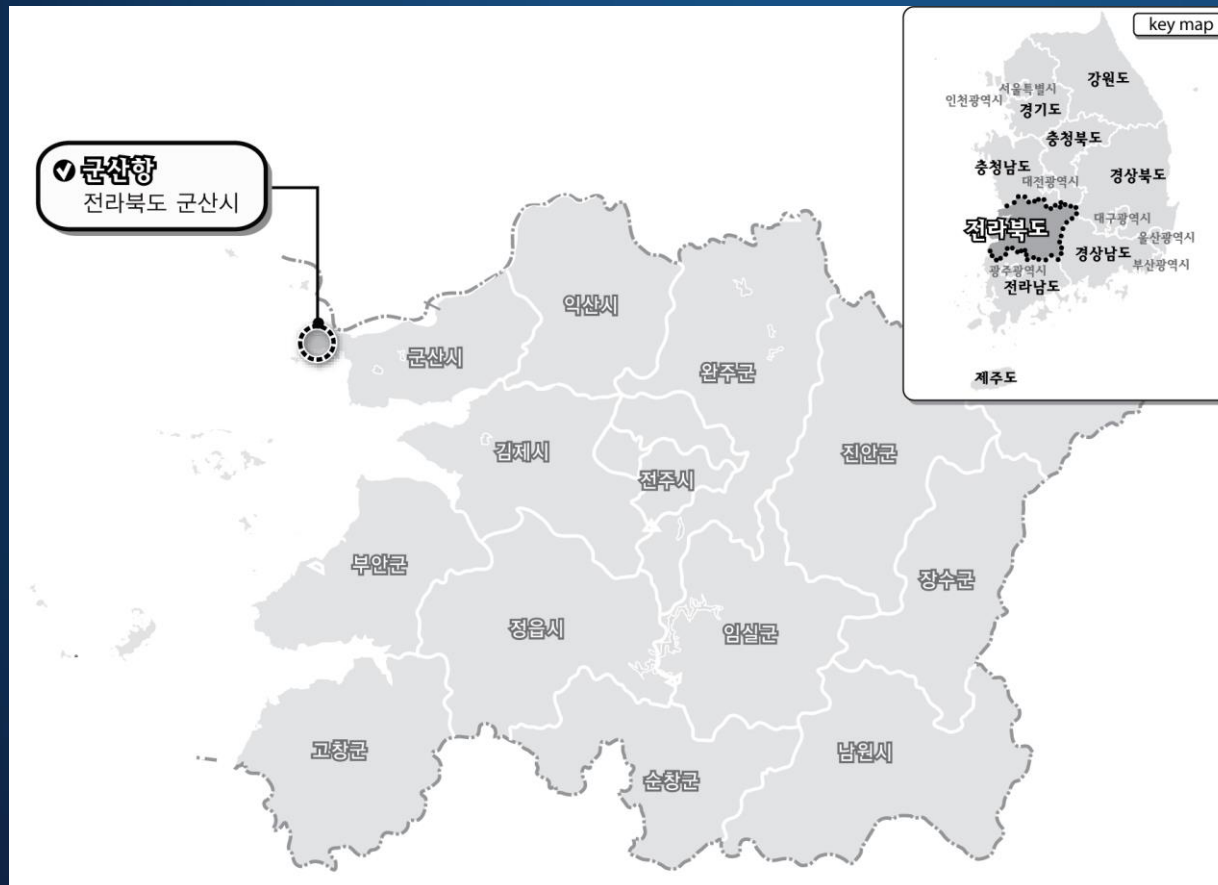 key map
강원도
서울특별시
인천광역시
경기도
충청북도
충청남도
경상북도
대전광역시
대구광역시
전라북도
울산광역시
경상남도
부산광역시
광주광역시
전라남도
제주도
군산항
전라북도 군산시
익산시
군산시
완주군
김제시
전주시
진안군
부안군
장수군
정읍시
임실군
고창군
남원시
순창군